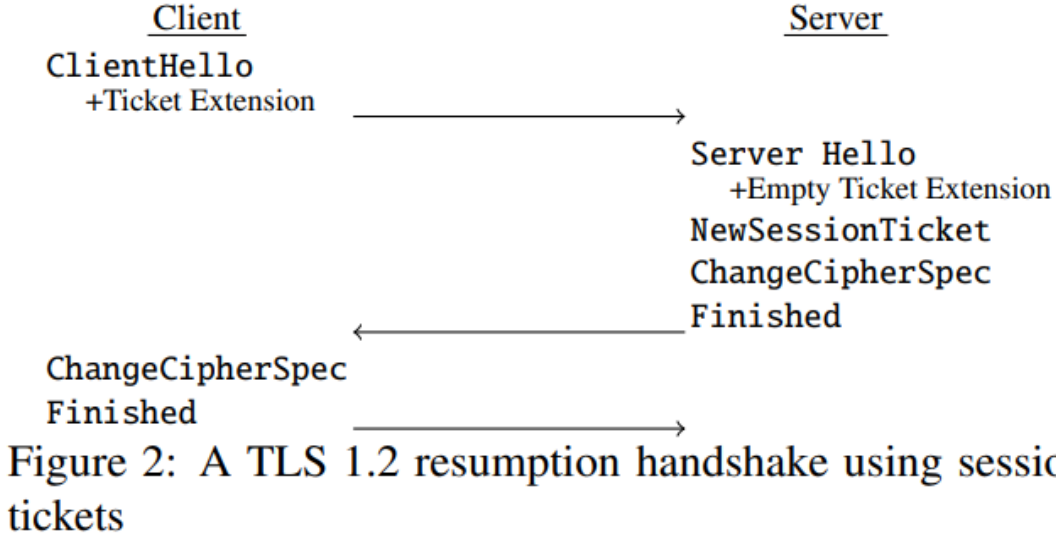 Client Server
ClientHello
+Ticket Extension
Server Hello
+Empty Ticket Extension
NewSessionTicket
ChangeCipherSpec
Finished
ChangeCipherSpec
Finished
Figure 2: A TLS 1.2 resumption handshake using sessio
tickets